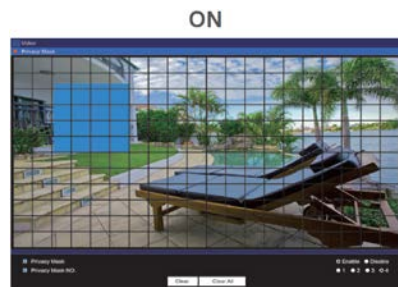 ON
Video
Privacy Mask
Privacy Mask
Enable Disable
Privacy Mask NO.
1 2 3 4
Clear Clear All